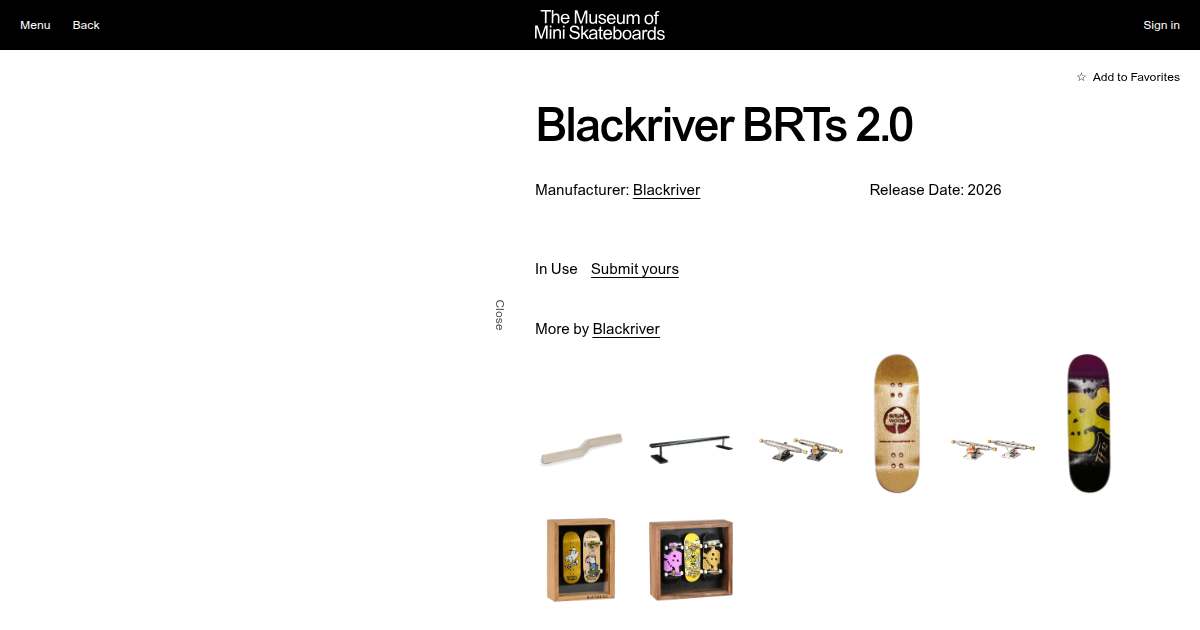 Menu
Back
The Museum of
Mini Skateboards
Sign in
☆ Add to Favorites
Blackriver BRTs 2.0
Manufacturer: Blackriver
Release Date: 2026
In Use Submit yours
Close
More by Blackriver